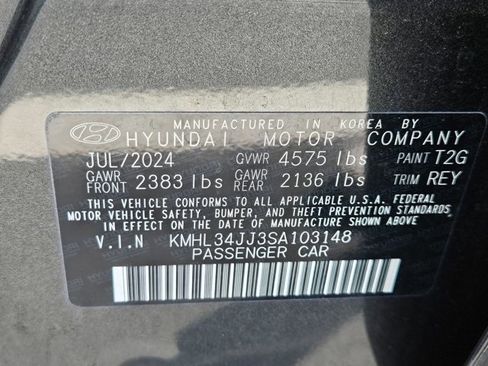 MANUFACTURED IN KOREA BY
HYUNDAI MOTOR COMPANY
JUL/2024 GVWR 4575 lbs PAINT T2G
GAWR FRONT 2383 lbs GAWR REAR 2136 lbs TRIM REY
THIS VEHICLE CONFORMS TO ALL APPLICABLE U.S.A. FEDERAL
MOTOR VEHICLE SAFETY, BUMPER, AND THEFT PREVENTION STANDARDS
IN EFFECT ON THE DATE OF MANUFACTURE SHOWN ABOVE.
V.I.N KMHL34JJ3SA103148
PASSENGER CAR